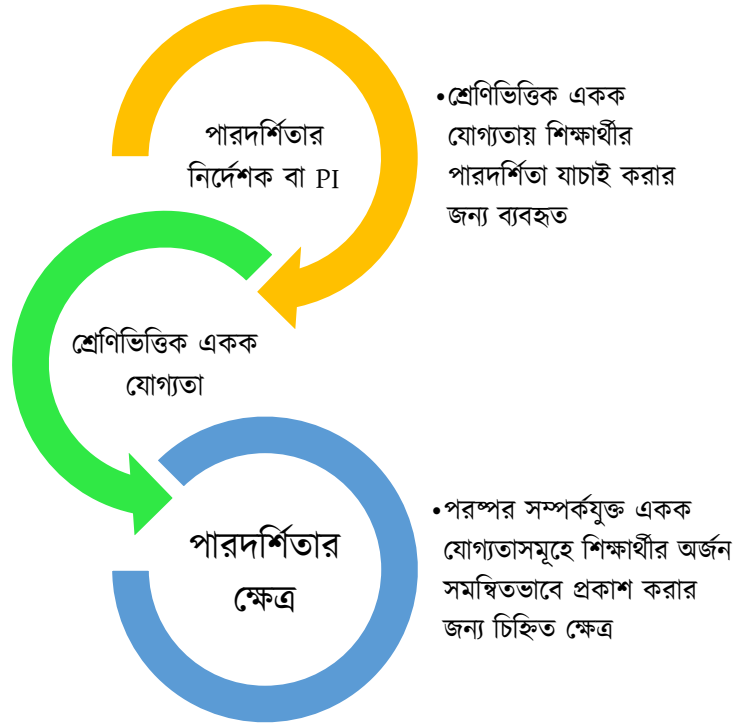 পারদর্শিতার
নির্দেশক বা PI
•শ্রেণিভিত্তিক একক
যোগ্যতায় শিক্ষার্থীর
পারদর্শিতা যাচাই করার
জন্য ব্যবহৃত
শ্রেণিভিত্তিক একক
যোগ্যতা
পারদর্শিতার
ক্ষেত্র
•পরষ্পর সম্পর্কযুক্ত একক
যোগ্যতাসমূহে শিক্ষার্থীর অর্জন
সমন্বিতভাবে প্রকাশ করার
জন্য চিহ্নিত ক্ষেত্র